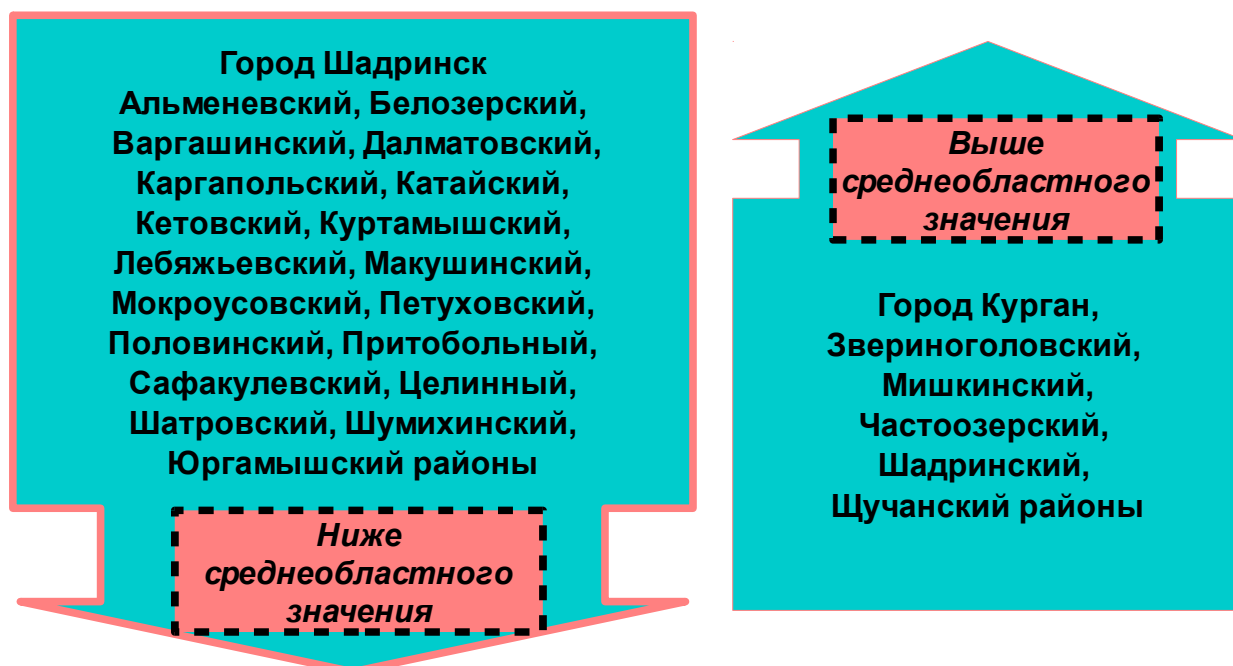 Город Шадринск
Альменевский, Белозерский,
Варгашинский, Далматовский,
Каргапольский, Катайский,
Кетовский, Куртамышский,
Лебяжьевский, Макушинский,
Мокроусовский, Петуховский,
Половинский, Притобольный,
Сафакулевский, Целинный,
Шатровский, Шумихинский,
Юргамышский районы
Ниже
среднеобластного
значения
Выше
среднеобластного
значения
Город Курган,
Звериноголовский,
Мишкинский,
Частоозерский,
Шадринский,
Щучанский районы